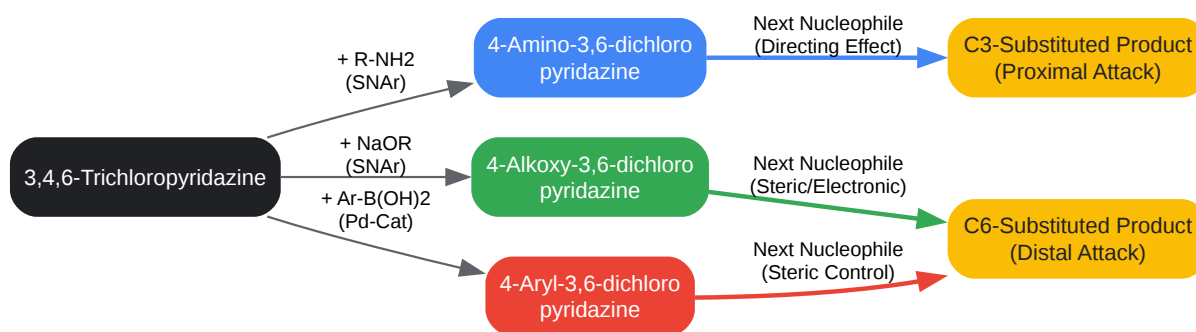 + R-NH2
(SNAr)
4-Amino-3,6-dichloro
pyridazine
Next Nucleophile
(Directing Effect)
C3-Substituted Product
(Proximal Attack)
3,4,6-Trichloropyridazine
+ NaOR
(SNAr)
4-Alkoxy-3,6-dichloro
pyridazine
Next Nucleophile
(Steric/Electronic)
+ Ar-B(OH)2
(Pd-Cat)
4-Aryl-3,6-dichloro
pyridazine
Next Nucleophile
(Steric Control)
C6-Substituted Product
(Distal Attack)